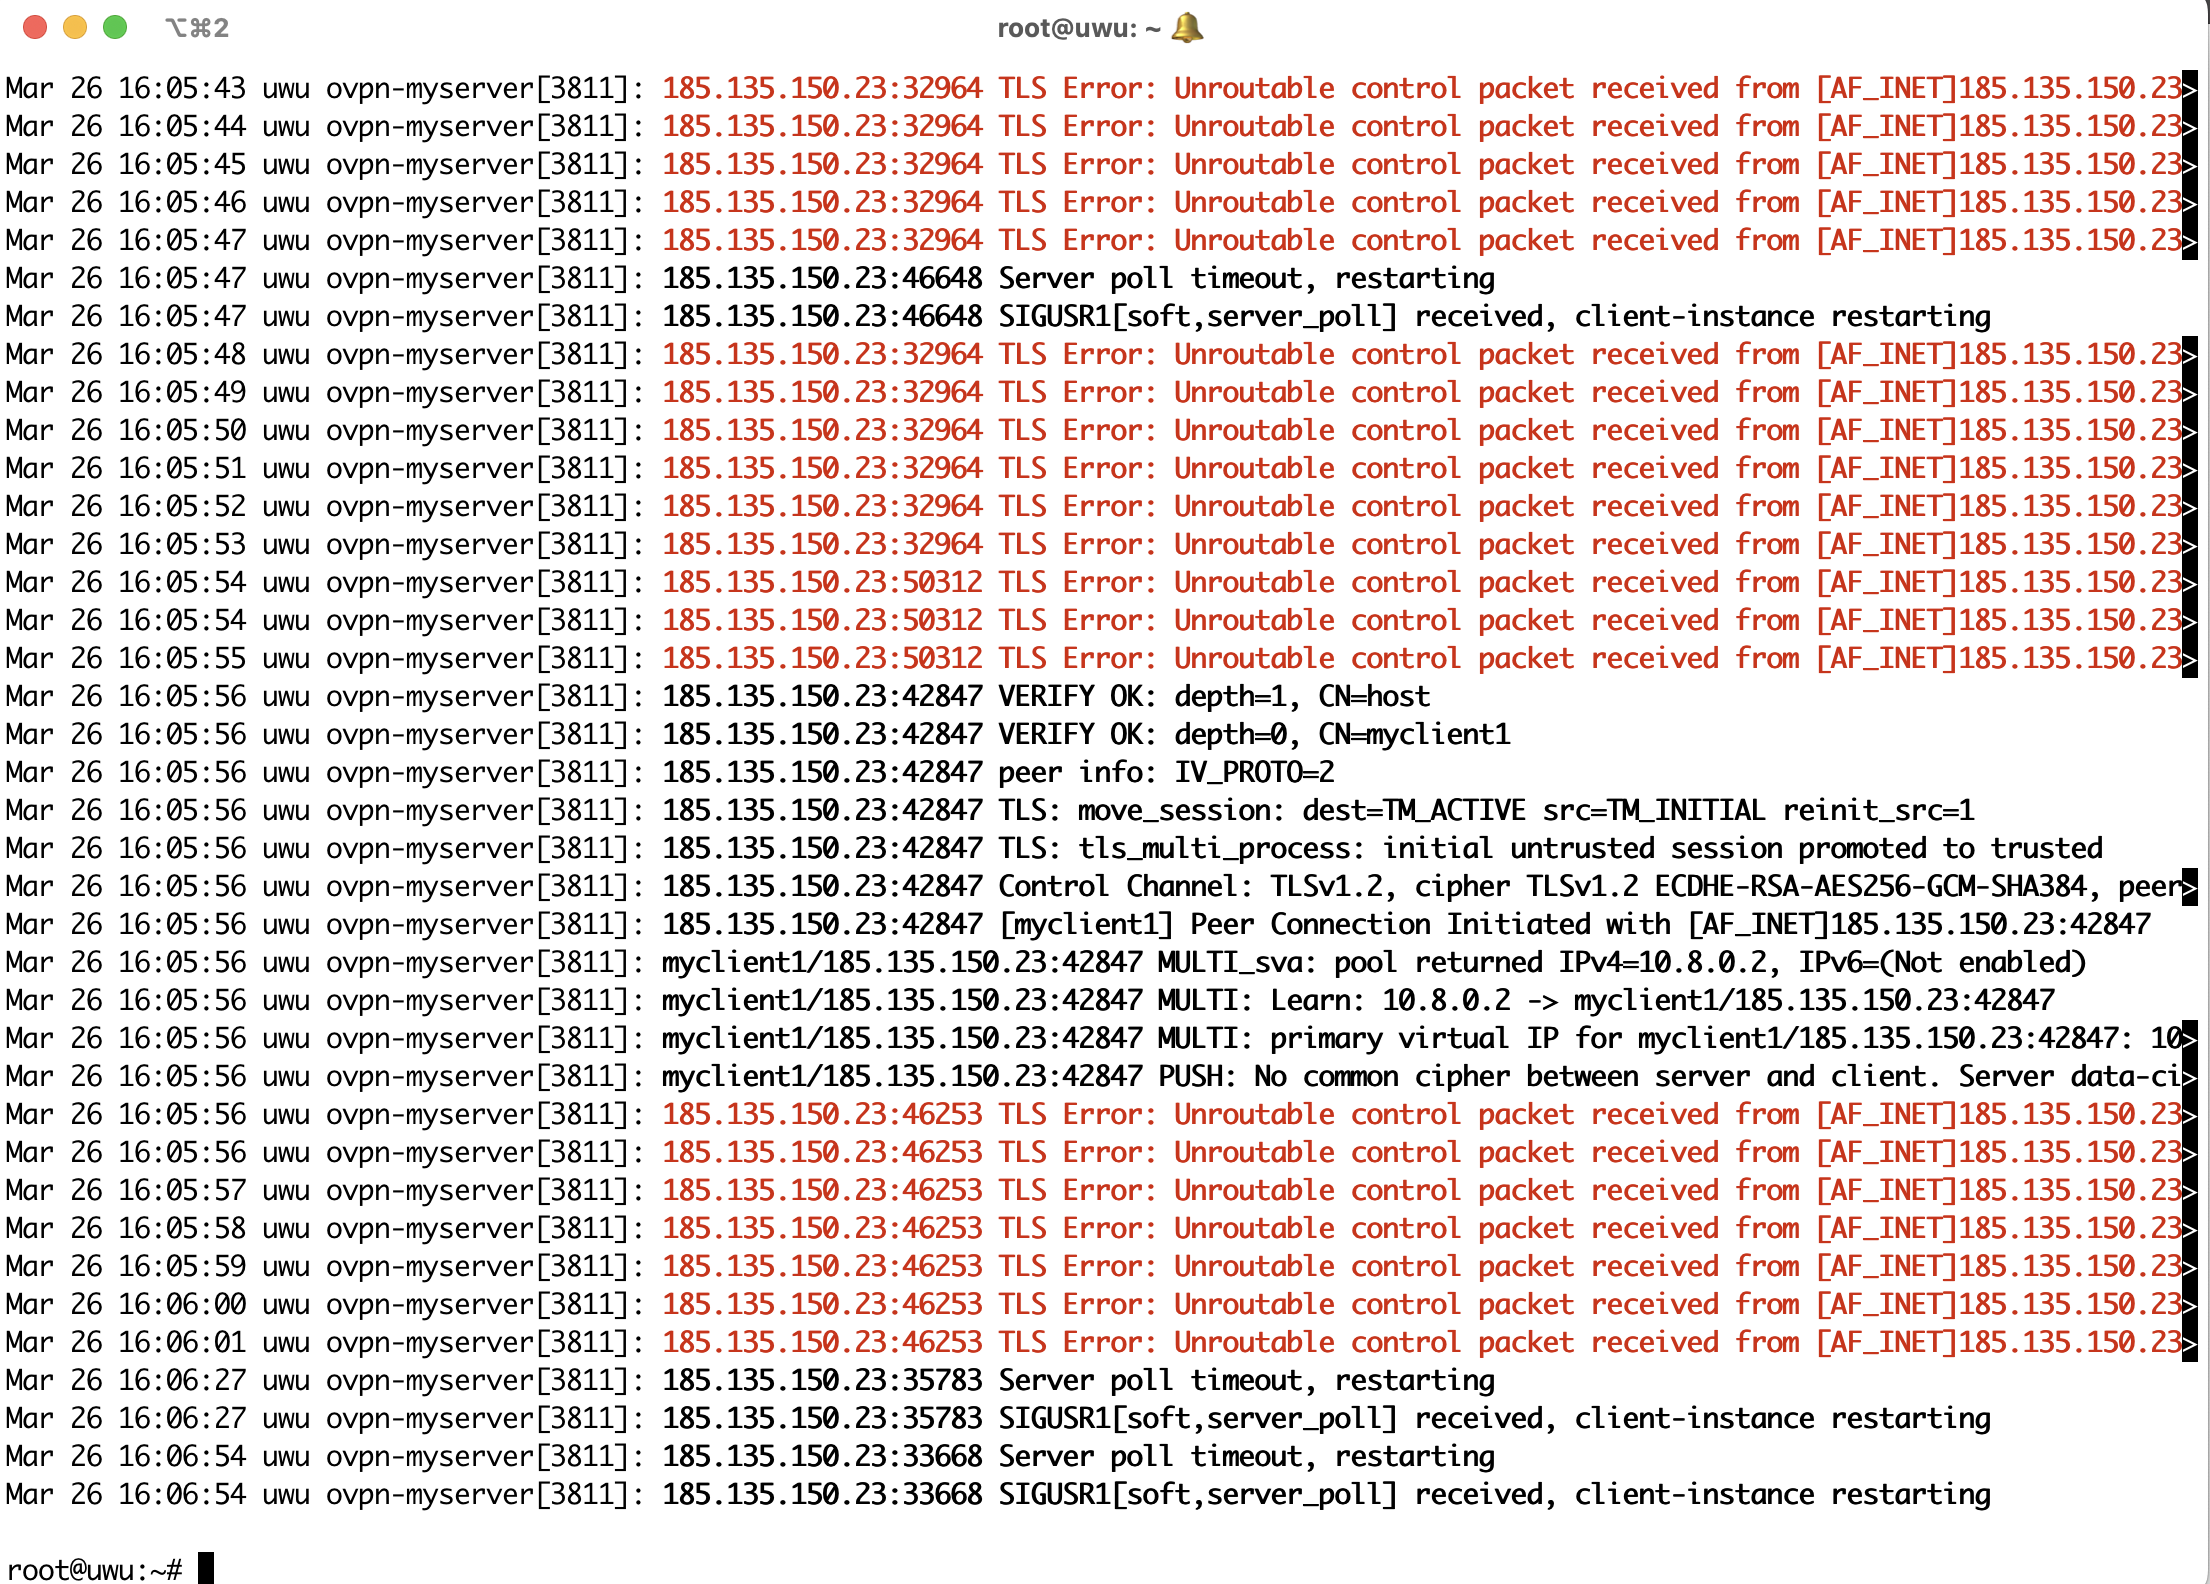 ⌥⌘2
root@uwu: ~ 🔔
Mar 26 16:05:43 uwu ovpn-myserver[3811]: 185.135.150.23:32964 TLS Error: Unroutable control packet received from [AF_INET]185.135.150.23>
Mar 26 16:05:44 uwu ovpn-myserver[3811]: 185.135.150.23:32964 TLS Error: Unroutable control packet received from [AF_INET]185.135.150.23>
Mar 26 16:05:45 uwu ovpn-myserver[3811]: 185.135.150.23:32964 TLS Error: Unroutable control packet received from [AF_INET]185.135.150.23>
Mar 26 16:05:46 uwu ovpn-myserver[3811]: 185.135.150.23:32964 TLS Error: Unroutable control packet received from [AF_INET]185.135.150.23>
Mar 26 16:05:47 uwu ovpn-myserver[3811]: 185.135.150.23:32964 TLS Error: Unroutable control packet received from [AF_INET]185.135.150.23>
Mar 26 16:05:47 uwu ovpn-myserver[3811]: 185.135.150.23:46648 Server poll timeout, restarting
Mar 26 16:05:47 uwu ovpn-myserver[3811]: 185.135.150.23:46648 SIGUSR1[soft,server_poll] received, client-instance restarting
Mar 26 16:05:48 uwu ovpn-myserver[3811]: 185.135.150.23:32964 TLS Error: Unroutable control packet received from [AF_INET]185.135.150.23>
Mar 26 16:05:49 uwu ovpn-myserver[3811]: 185.135.150.23:32964 TLS Error: Unroutable control packet received from [AF_INET]185.135.150.23>
Mar 26 16:05:50 uwu ovpn-myserver[3811]: 185.135.150.23:32964 TLS Error: Unroutable control packet received from [AF_INET]185.135.150.23>
Mar 26 16:05:51 uwu ovpn-myserver[3811]: 185.135.150.23:32964 TLS Error: Unroutable control packet received from [AF_INET]185.135.150.23>
Mar 26 16:05:52 uwu ovpn-myserver[3811]: 185.135.150.23:32964 TLS Error: Unroutable control packet received from [AF_INET]185.135.150.23>
Mar 26 16:05:53 uwu ovpn-myserver[3811]: 185.135.150.23:32964 TLS Error: Unroutable control packet received from [AF_INET]185.135.150.23>
Mar 26 16:05:54 uwu ovpn-myserver[3811]: 185.135.150.23:50312 TLS Error: Unroutable control packet received from [AF_INET]185.135.150.23>
Mar 26 16:05:54 uwu ovpn-myserver[3811]: 185.135.150.23:50312 TLS Error: Unroutable control packet received from [AF_INET]185.135.150.23>
Mar 26 16:05:55 uwu ovpn-myserver[3811]: 185.135.150.23:50312 TLS Error: Unroutable control packet received from [AF_INET]185.135.150.23>
Mar 26 16:05:56 uwu ovpn-myserver[3811]: 185.135.150.23:42847 VERIFY OK: depth=1, CN=host
Mar 26 16:05:56 uwu ovpn-myserver[3811]: 185.135.150.23:42847 VERIFY OK: depth=0, CN=myclient1
Mar 26 16:05:56 uwu ovpn-myserver[3811]: 185.135.150.23:42847 peer info: IV_PROTO=2
Mar 26 16:05:56 uwu ovpn-myserver[3811]: 185.135.150.23:42847 TLS: move_session: dest=TM_ACTIVE src=TM_INITIAL reinit_src=1
Mar 26 16:05:56 uwu ovpn-myserver[3811]: 185.135.150.23:42847 TLS: tls_multi_process: initial untrusted session promoted to trusted
Mar 26 16:05:56 uwu ovpn-myserver[3811]: 185.135.150.23:42847 Control Channel: TLSv1.2, cipher TLSv1.2 ECDHE-RSA-AES256-GCM-SHA384, peer>
Mar 26 16:05:56 uwu ovpn-myserver[3811]: 185.135.150.23:42847 [myclient1] Peer Connection Initiated with [AF_INET]185.135.150.23:42847
Mar 26 16:05:56 uwu ovpn-myserver[3811]: myclient1/185.135.150.23:42847 MULTI_sva: pool returned IPv4=10.8.0.2, IPv6=(Not enabled)
Mar 26 16:05:56 uwu ovpn-myserver[3811]: myclient1/185.135.150.23:42847 MULTI: Learn: 10.8.0.2 -> myclient1/185.135.150.23:42847
Mar 26 16:05:56 uwu ovpn-myserver[3811]: myclient1/185.135.150.23:42847 MULTI: primary virtual IP for myclient1/185.135.150.23:42847: 10>
Mar 26 16:05:56 uwu ovpn-myserver[3811]: myclient1/185.135.150.23:42847 PUSH: No common cipher between server and client. Server data-ci>
Mar 26 16:05:56 uwu ovpn-myserver[3811]: 185.135.150.23:46253 TLS Error: Unroutable control packet received from [AF_INET]185.135.150.23>
Mar 26 16:05:56 uwu ovpn-myserver[3811]: 185.135.150.23:46253 TLS Error: Unroutable control packet received from [AF_INET]185.135.150.23>
Mar 26 16:05:57 uwu ovpn-myserver[3811]: 185.135.150.23:46253 TLS Error: Unroutable control packet received from [AF_INET]185.135.150.23>
Mar 26 16:05:58 uwu ovpn-myserver[3811]: 185.135.150.23:46253 TLS Error: Unroutable control packet received from [AF_INET]185.135.150.23>
Mar 26 16:05:59 uwu ovpn-myserver[3811]: 185.135.150.23:46253 TLS Error: Unroutable control packet received from [AF_INET]185.135.150.23>
Mar 26 16:06:00 uwu ovpn-myserver[3811]: 185.135.150.23:46253 TLS Error: Unroutable control packet received from [AF_INET]185.135.150.23>
Mar 26 16:06:01 uwu ovpn-myserver[3811]: 185.135.150.23:46253 TLS Error: Unroutable control packet received from [AF_INET]185.135.150.23>
Mar 26 16:06:27 uwu ovpn-myserver[3811]: 185.135.150.23:35783 Server poll timeout, restarting
Mar 26 16:06:27 uwu ovpn-myserver[3811]: 185.135.150.23:35783 SIGUSR1[soft,server_poll] received, client-instance restarting
Mar 26 16:06:54 uwu ovpn-myserver[3811]: 185.135.150.23:33668 Server poll timeout, restarting
Mar 26 16:06:54 uwu ovpn-myserver[3811]: 185.135.150.23:33668 SIGUSR1[soft,server_poll] received, client-instance restarting
root@uwu:~#